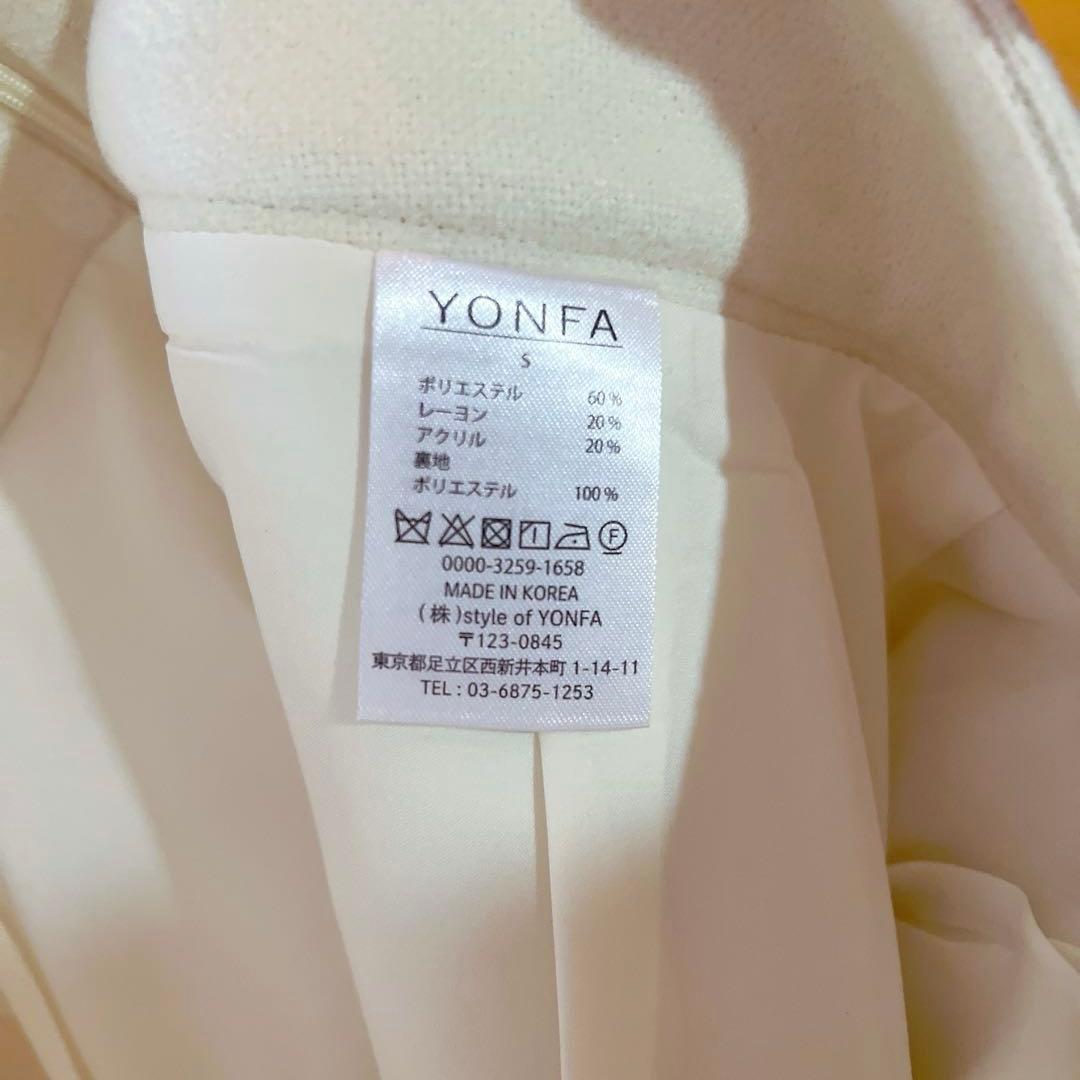 YONFA
S
ポリエステル 60%
レーヨン 20%
アクリル 20%
裏地
ポリエステル 100%
F
0000-3259-1658
MADE IN KOREA
(株)style of YONFA
〒123-0845
東京都足立区西新井本町 1-14-11
TEL : 03-6875-1253